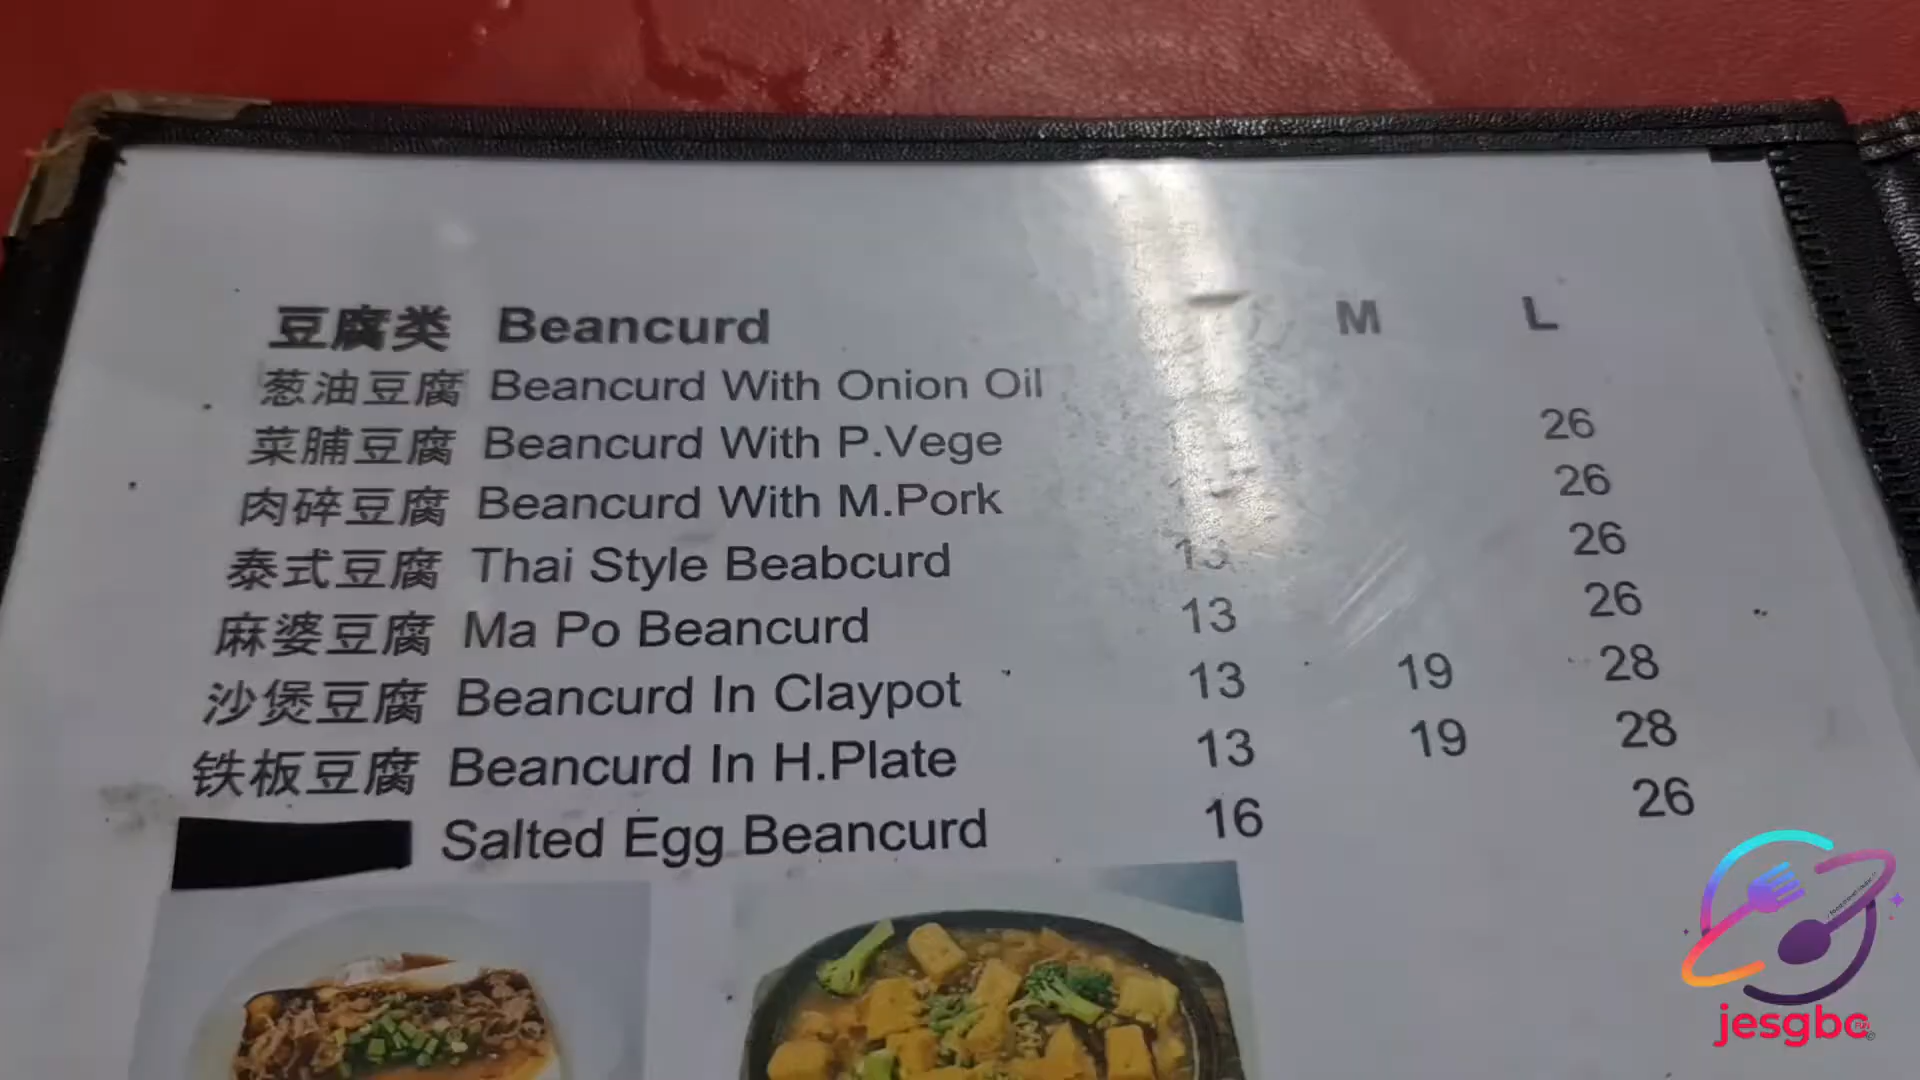 豆腐类 Beancurd M L
葱油豆腐 Beancurd With Onion Oil
菜脯豆腐 Beancurd With P.Vege 26
肉碎豆腐 Beancurd With M.Pork 26
泰式豆腐 Thai Style Beabcurd 13 26
麻婆豆腐 Ma Po Beancurd 13 26
沙煲豆腐 Beancurd In Claypot 13 19 28
铁板豆腐 Beancurd In H.Plate 13 19 28
Salted Egg Beancurd 16 26
jesgbc